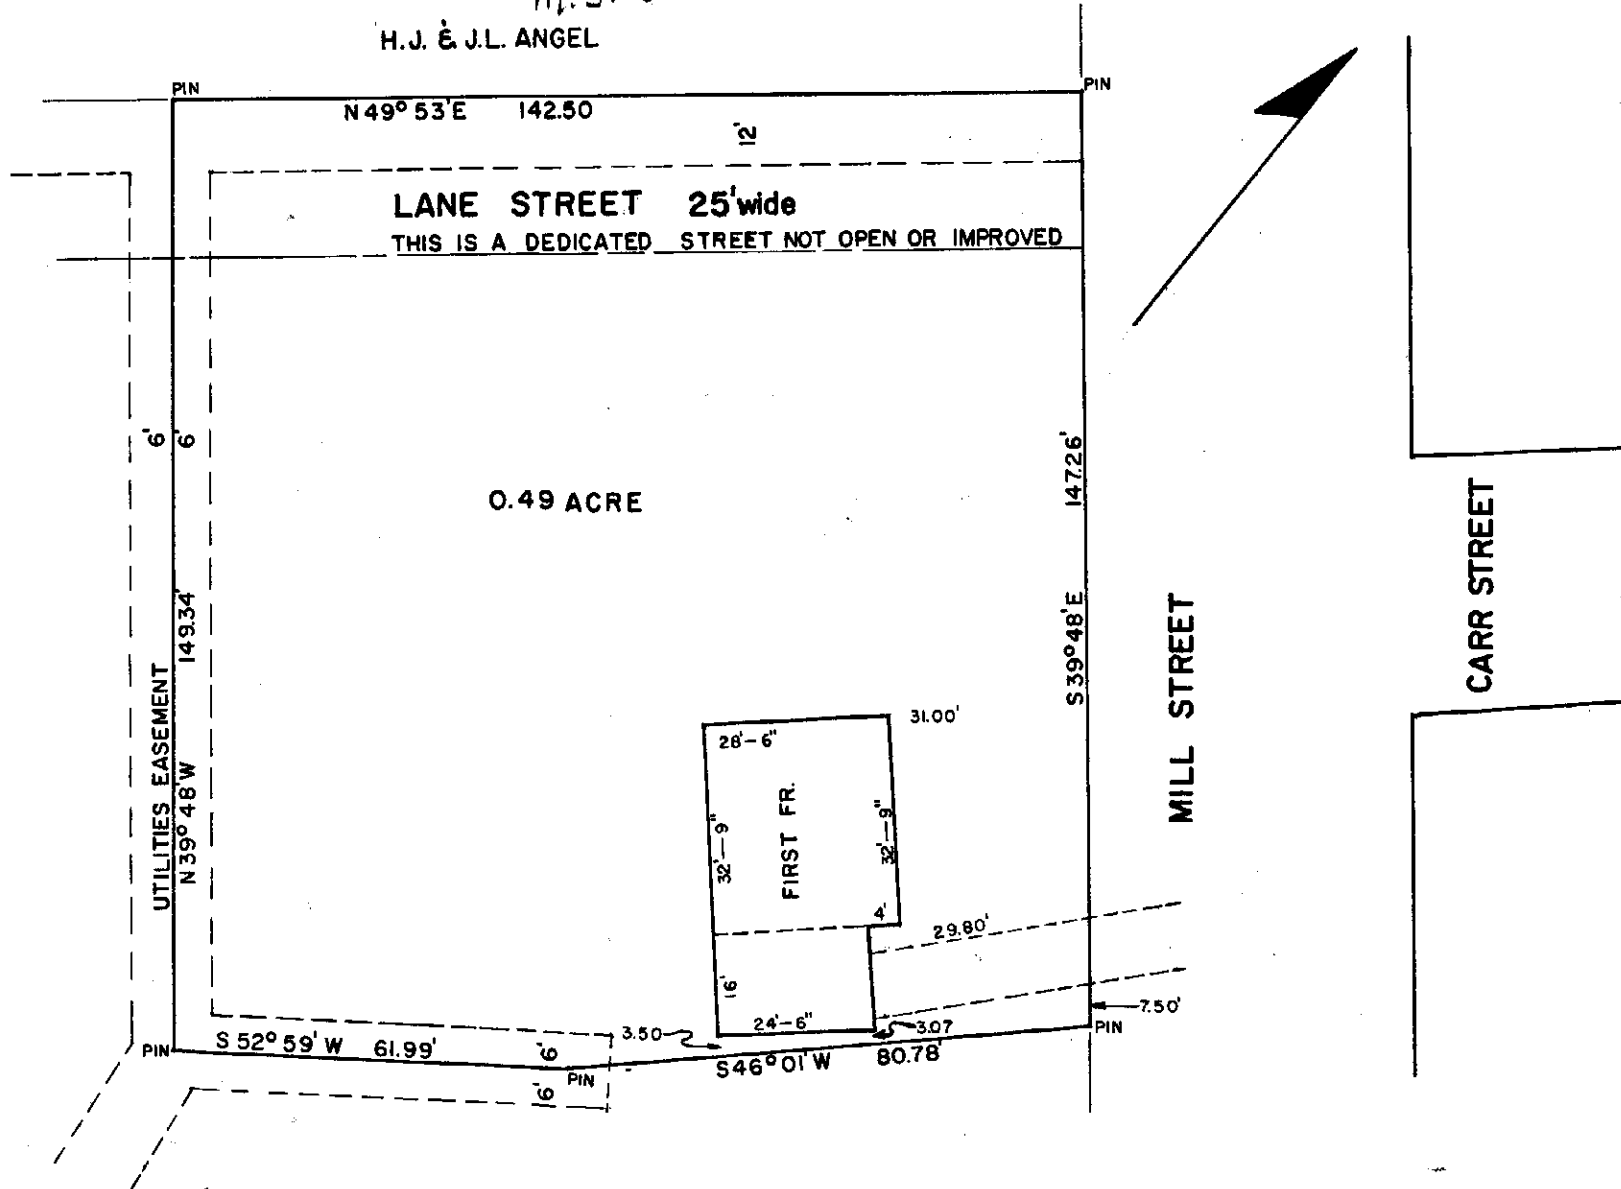 H.J. & J.L. ANGEL
PIN
PIN
N 49° 53' E 142.50
12'
LANE STREET 25' wide
THIS IS A DEDICATED STREET NOT OPEN OR IMPROVED
6'
6'
147.26'
0.49 ACRE
CARR STREET
149.34'
S 39° 48' E
MILL STREET
UTILITIES EASEMENT
N 39° 48' W
31.00'
28'-6"
FIRST FR.
32'-9"
32'-9"
4'
29.80'
16'
7.50'
24'-6"
3.50
3.07
PIN
PIN
S 52° 59' W 61.99'
6'
S 46° 01' W 80.78'
PIN
6'